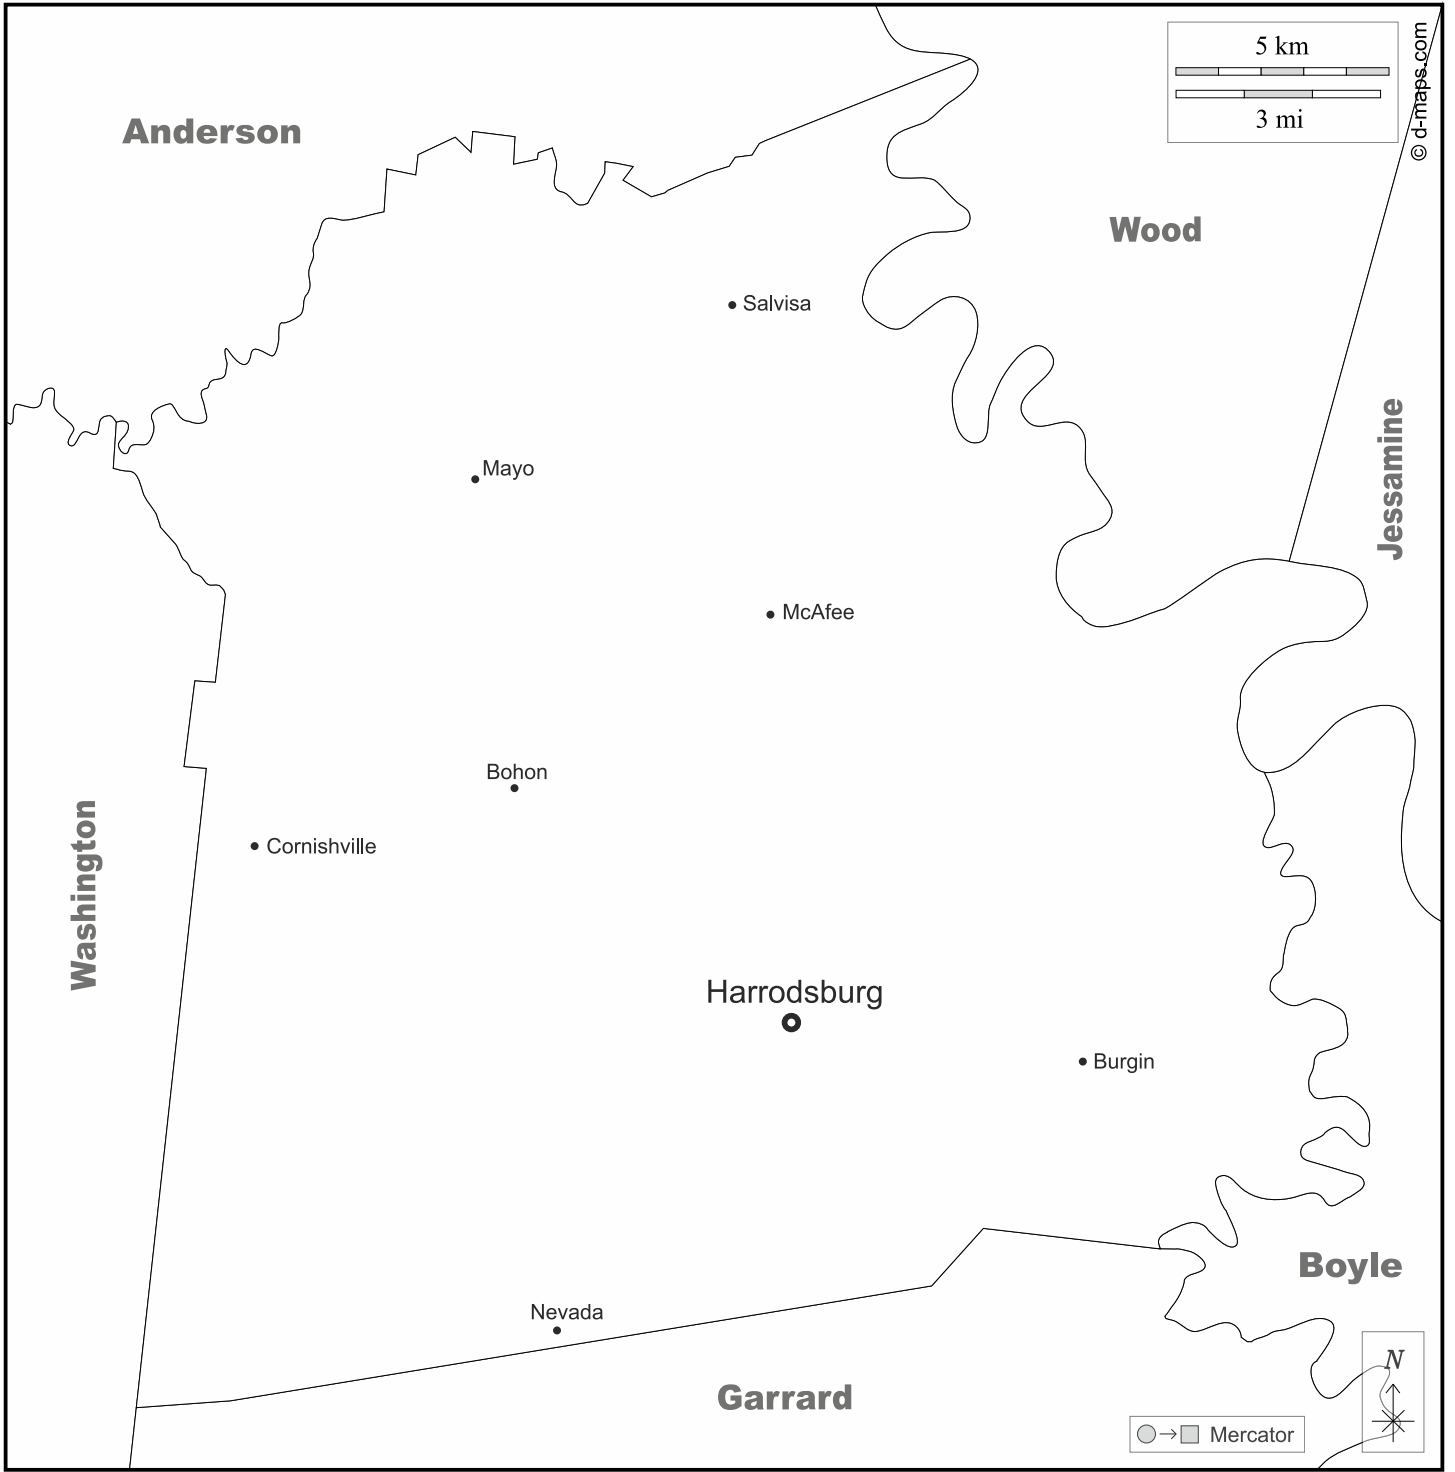 5 km
3 mi
© d-maps.com
Anderson
Wood
Salvisa
Jessamine
Mayo
McAfee
Bohon
Cornishville
Washington
Harrodsburg
Burgin
Boyle
Nevada
Garrard
N
Mercator